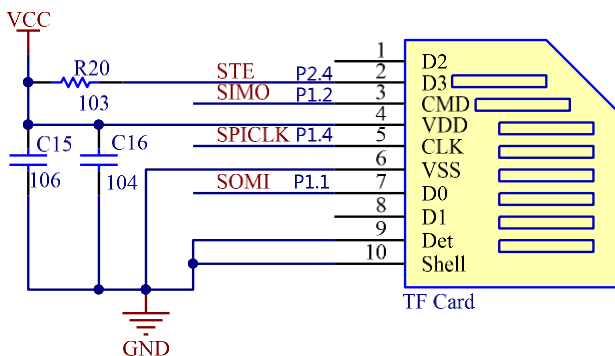 VCC
R20
103
C15
106
C16
104
STE P2.4
SIMO P1.2
SPICLK P1.4
SOMI P1.1
GND
1 D2
2 D3
3 CMD
4 VDD
5 CLK
6 VSS
7 D0
8 D1
9 Det
10 Shell
TF Card